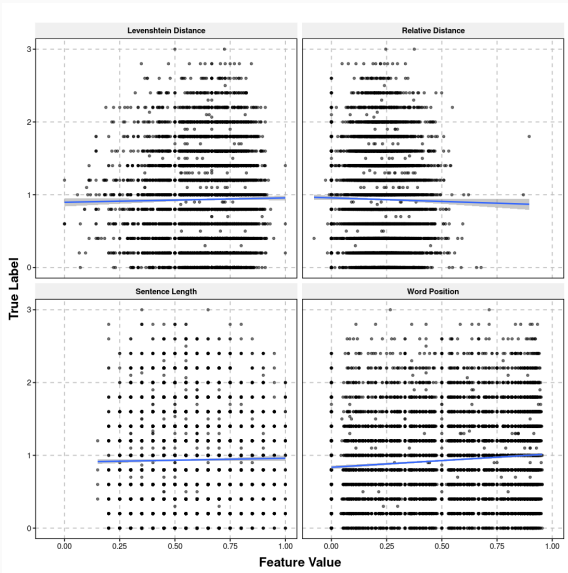 Levenshtein Distance
Relative Distance
3
2
1
0
Sentence Length
Word Position
3
2
1
0
True Label
0.00 0.25 0.50 0.75 1.00
0.00 0.25 0.50 0.75 1.00
Feature Value